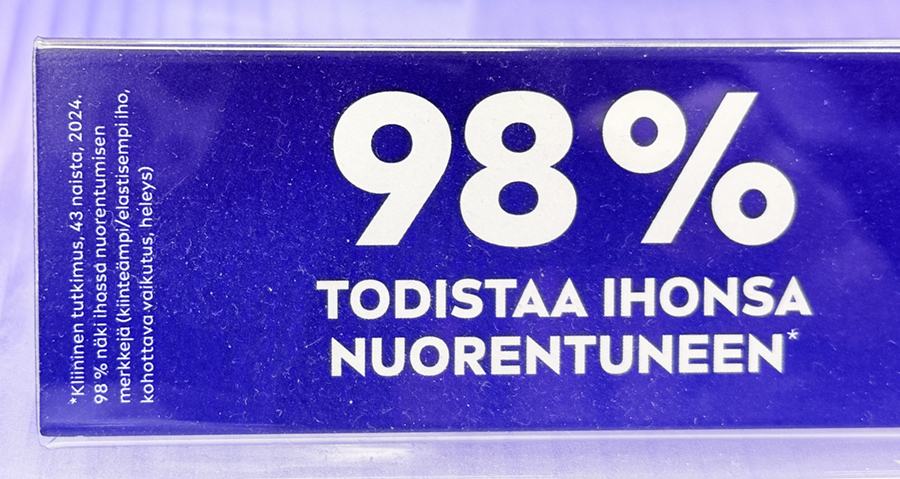 98 %
TODISTAA IHONSA
NUORENTUNEEN*
*Kliininen tutkimus, 43 naista, 2024.
98 % näki ihossa nuorentumisen
merkkejä (kiinteämpi/elastisempi iho,
kohottava vaikutus, heleys)